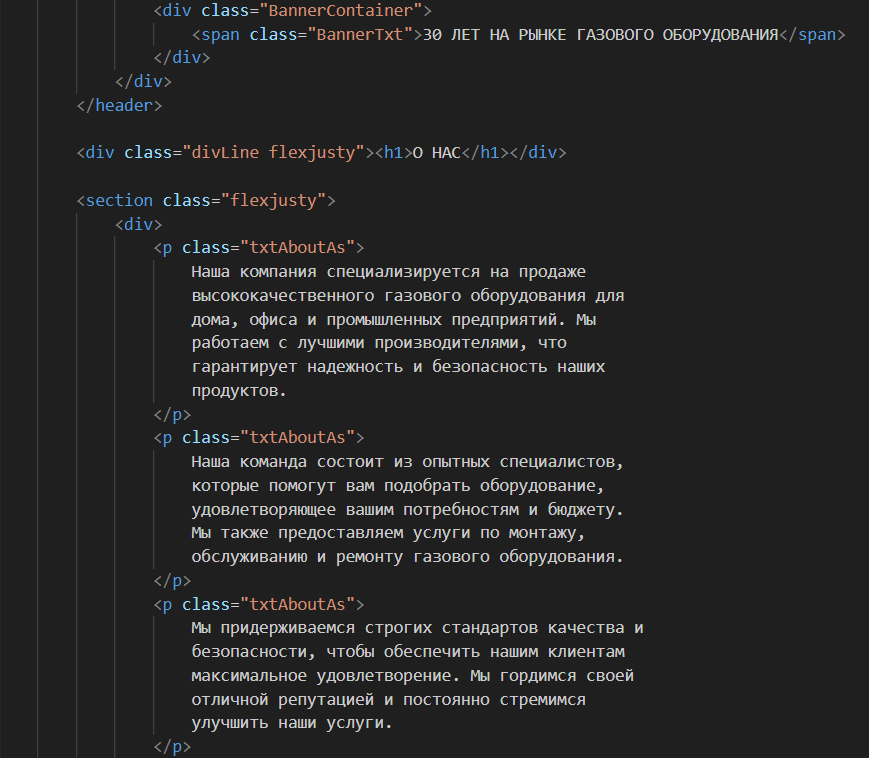 <div class="BannerContainer">
<span class="BannerTxt">30 ЛЕТ НА РЫНКЕ ГАЗОВОГО ОБОРУДОВАНИЯ</span>
</div>
</div>
</header>
<div class="divLine flexjusty"><h1>О НАС</h1></div>
<section class="flexjusty">
<div>
<p class="txtAboutAs">
Наша компания специализируется на продаже
высококачественного газового оборудования для
дома, офиса и промышленных предприятий. Мы
работаем с лучшими производителями, что
гарантирует надежность и безопасность наших
продуктов.
</p>
<p class="txtAboutAs">
Наша команда состоит из опытных специалистов,
которые помогут вам подобрать оборудование,
удовлетворяющее вашим потребностям и бюджету.
Мы также предоставляем услуги по монтажу,
обслуживанию и ремонту газового оборудования.
</p>
<p class="txtAboutAs">
Мы придерживаемся строгих стандартов качества и
безопасности, чтобы обеспечить нашим клиентам
максимальное удовлетворение. Мы гордимся своей
отличной репутацией и постоянно стремимся
улучшить наши услуги.
</p>